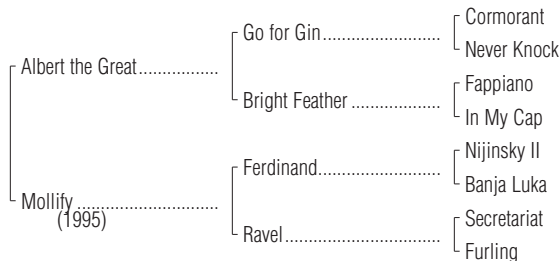 Cormorant
Go for Gin
Never Knock
Albert the Great
Fappiano
Bright Feather
In My Cap
Nijinsky II
Ferdinand
Banja Luka
Mollify
(1995)
Secretariat
Ravel
Furling